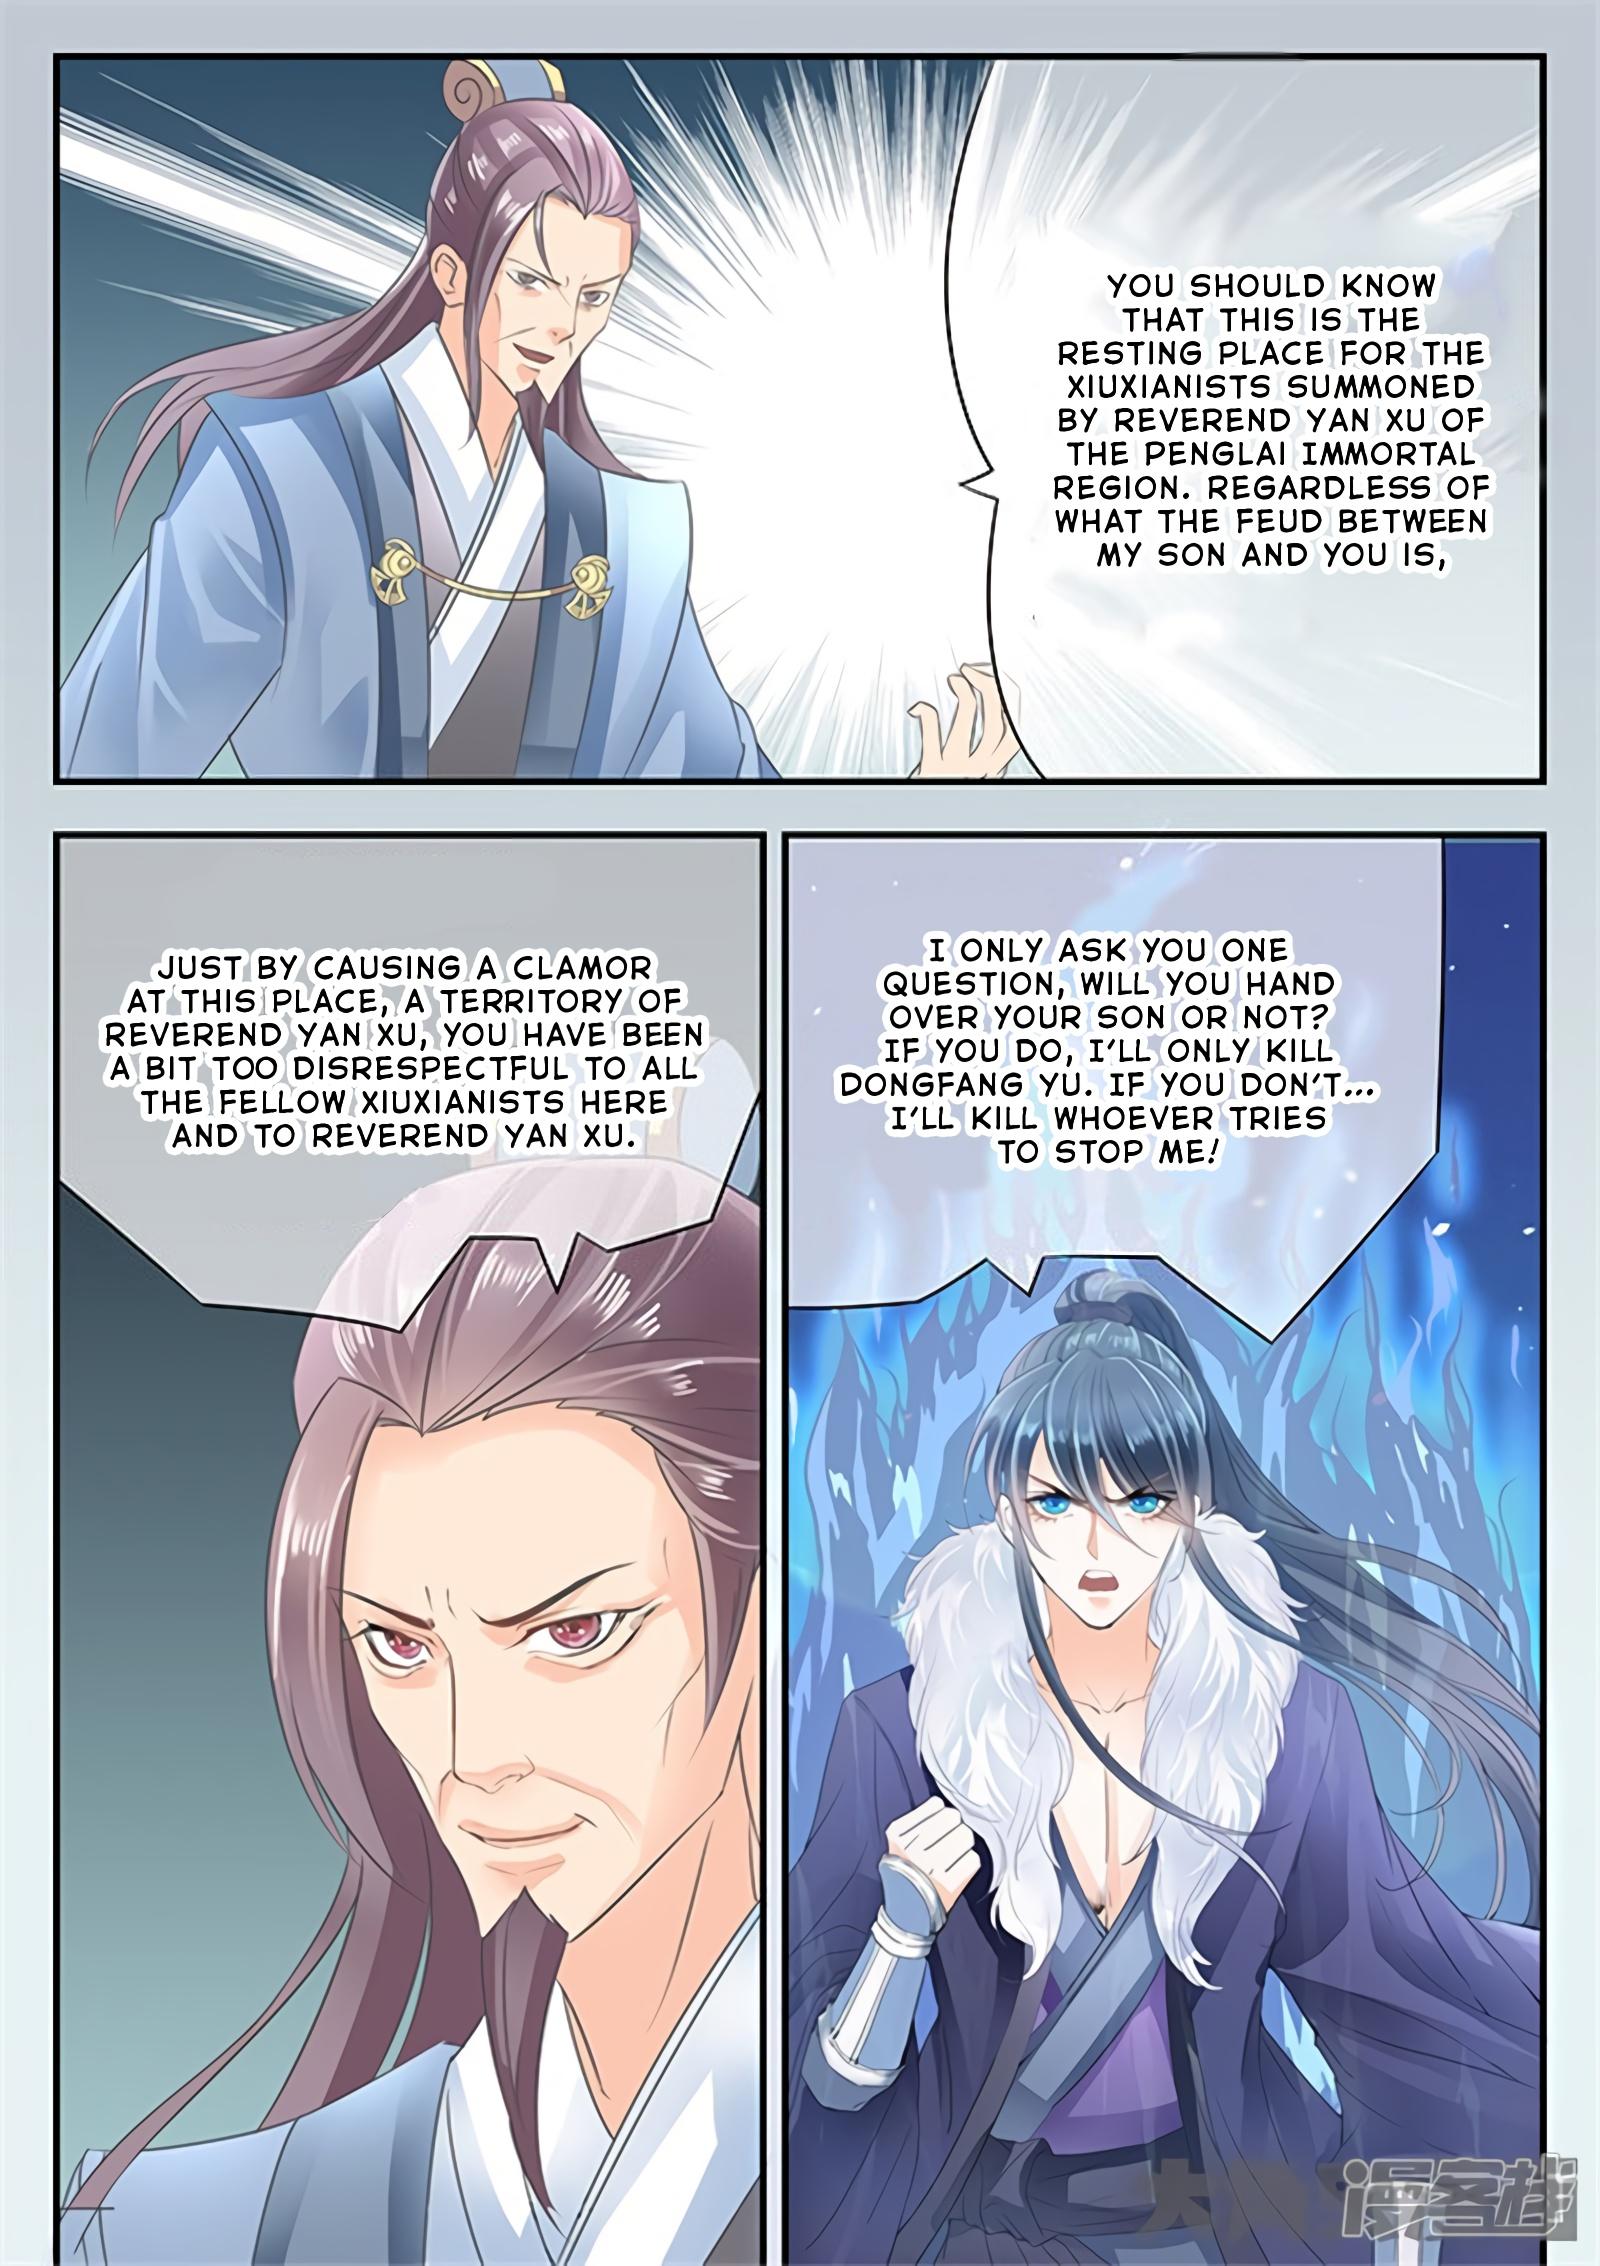 YOU SHOULD KNOW
THAT THIS IS THE
RESTING PLACE FOR THE
XIUXIANISTS SUMMONED
BY REVEREND YAN XU OF
THE PENGLAI IMMORTAL
REGION. REGARDLESS OF
WHAT THE FEUD BETWEEN
MY SON AND YOU IS,
JUST BY CAUSING A CLAMOR
AT THIS PLACE, A TERRITORY OF
REVEREND YAN XU, YOU HAVE BEEN
A BIT TOO DISRESPECTFUL TO ALL
THE FELLOW XIUXIANISTS HERE
AND TO REVEREND YAN XU.
I ONLY ASK YOU ONE
QUESTION, WILL YOU HAND
OVER YOUR SON OR NOT?
IF YOU DO, I'LL ONLY KILL
DONGFANG YU. IF YOU DON'T...
I'LL KILL WHOEVER TRIES
TO STOP ME!
漫客栈